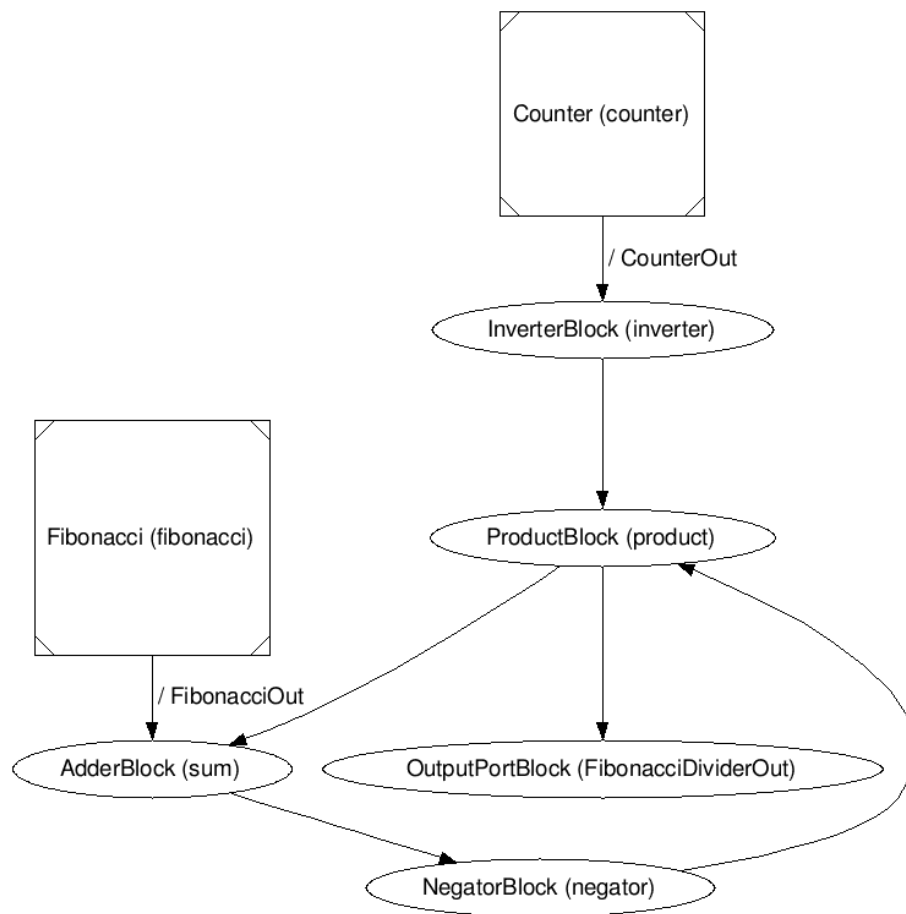 Counter (counter)
/ CounterOut
InverterBlock (inverter)
Fibonacci (fibonacci)
ProductBlock (product)
/ FibonacciOut
AdderBlock (sum)
OutputPortBlock (FibonacciDividerOut)
NegatorBlock (negator)